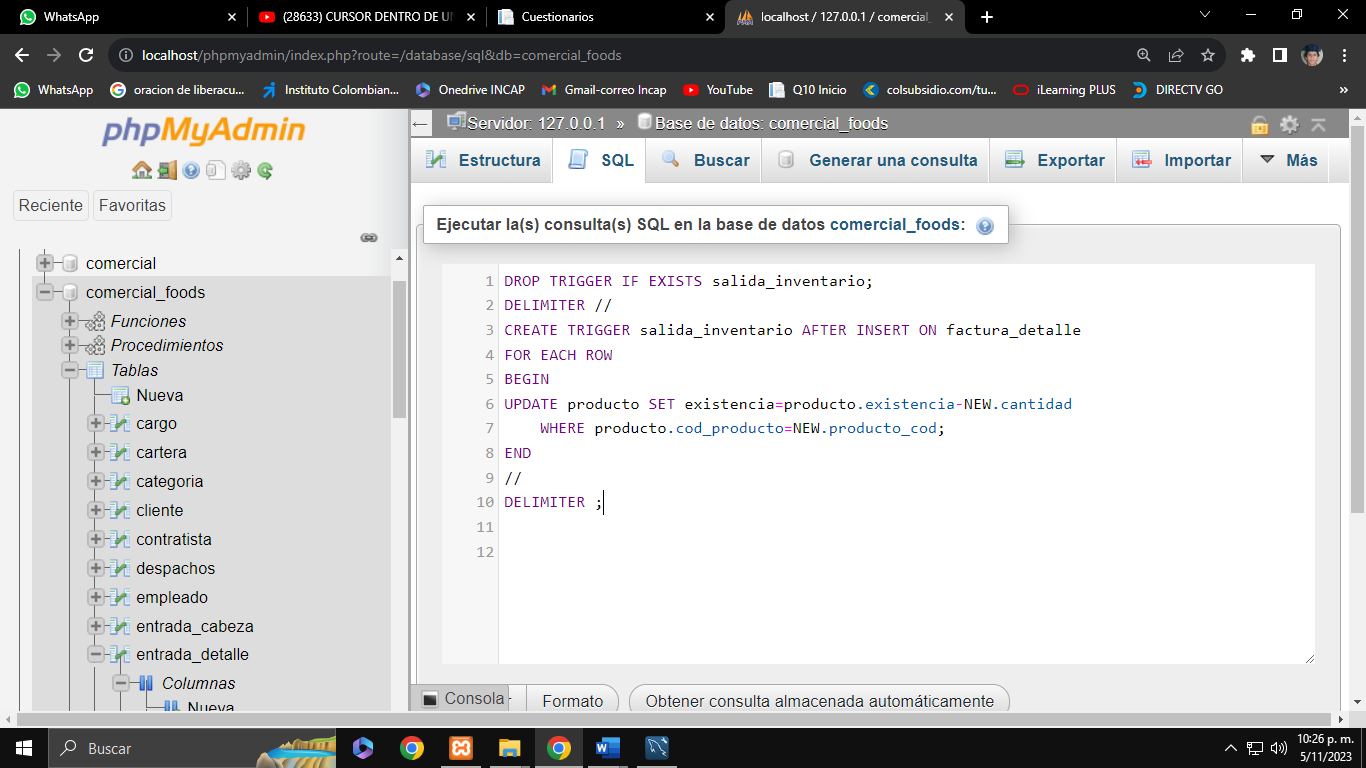 WhatsApp
(28633) CURSOR DENTRO DE UN
Cuestionarios
localhost / 127.0.0.1 / comercial_
localhost/phpmyadmin/index.php?route=/database/sql&db=comercial_foods
WhatsApp
oracion de liberacu...
Instituto Colombian...
Onedrive INCAP
Gmail-correo Incap
YouTube
Q10 Inicio
colsubsidio.com/tu...
iLearning PLUS
DIRECTV GO
»
phpMyAdmin
Reciente
Favoritas
comercial
comercial_foods
Funciones
Procedimientos
Tablas
Nueva
cargo
cartera
categoria
cliente
contratista
despachos
empleado
entrada_cabeza
entrada_detalle
Columnas
Nueva
Servidor: 127.0.0.1 » Base de datos: comercial_foods
Estructura
SQL
Buscar
Generar una consulta
Exportar
Importar
Más
Ejecutar la(s) consulta(s) SQL en la base de datos comercial_foods:
1 DROP TRIGGER IF EXISTS salida_inventario;
2 DELIMITER //
3 CREATE TRIGGER salida_inventario AFTER INSERT ON factura_detalle
4 FOR EACH ROW
5 BEGIN
6 UPDATE producto SET existencia=producto.existencia-NEW.cantidad
7     WHERE producto.cod_producto=NEW.producto_cod;
8 END
9 //
10 DELIMITER ;
11
12
Consola
Formato
Obtener consulta almacenada automáticamente
Buscar
10:26 p. m.
5/11/2023